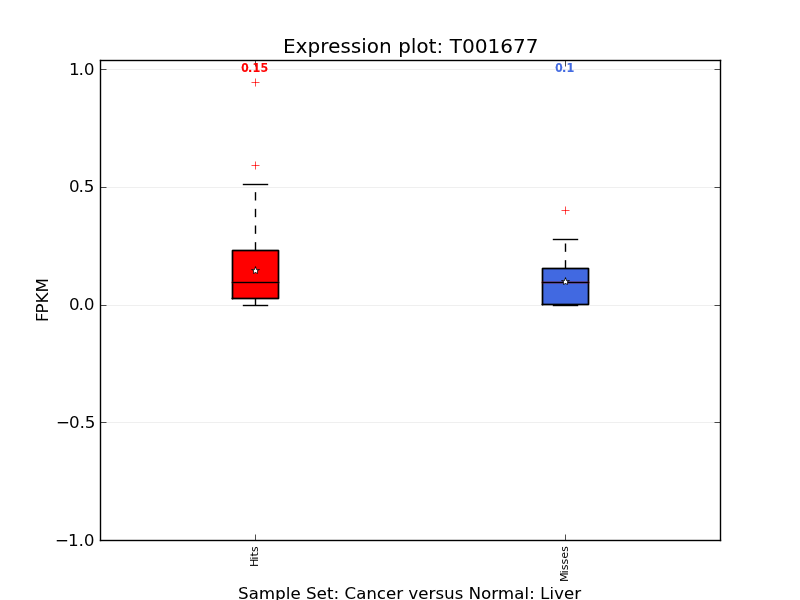 Expression plot: T001677
1.0
0.15
0.1
0.5
0.0
−0.5
−1.0
FPKM
Hits
Misses
Sample Set: Cancer versus Normal: Liver